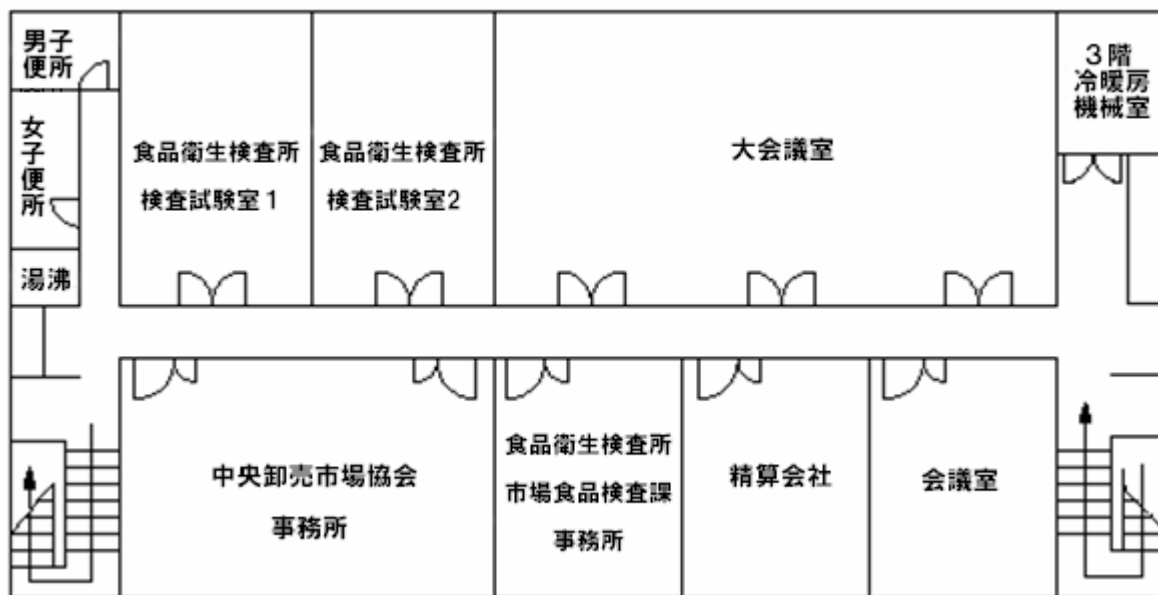 男子
便所
女子便所
湯沸
食品衛生検査所
検査試験室1
食品衛生検査所
検査試験室2
大会議室
3階
冷暖房
機械室
中央卸売市場協会
事務所
食品衛生検査所
市場食品検査課
事務所
精算会社
会議室